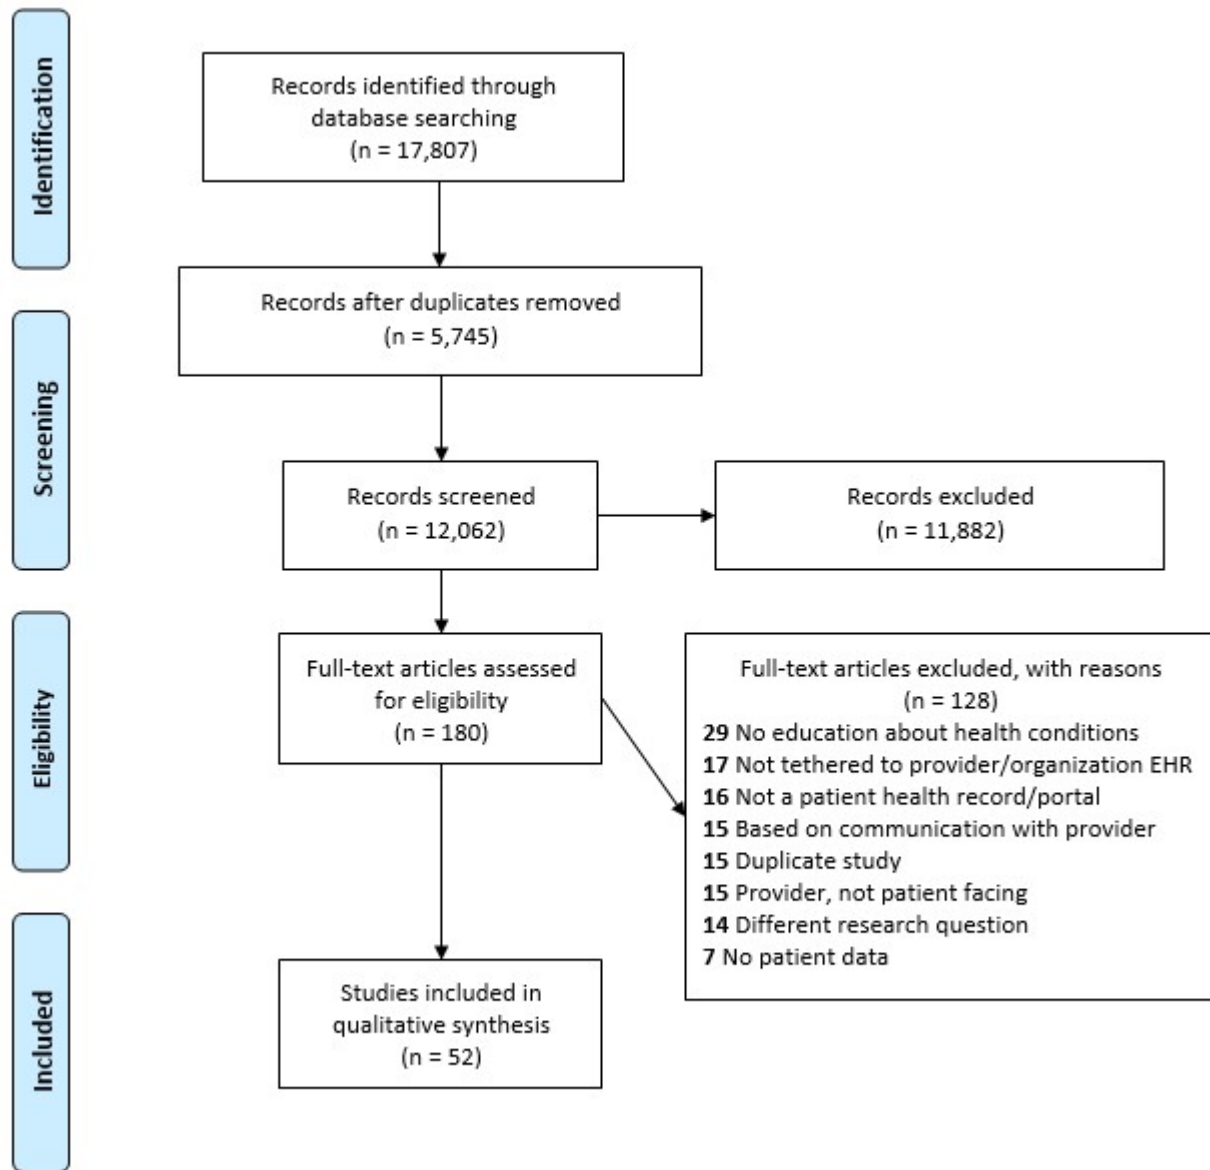 Identification
Records identified through
database searching
(n = 17,807)
Records after duplicates removed
(n = 5,745)
Screening
Records screened
(n = 12,062)
Records excluded
(n = 11,882)
Eligibility
Full-text articles assessed
for eligibility
(n = 180)
Full-text articles excluded, with reasons
(n = 128)
29 No education about health conditions
17 Not tethered to provider/organization EHR
16 Not a patient health record/portal
15 Based on communication with provider
15 Duplicate study
15 Provider, not patient facing
14 Different research question
7 No patient data
Included
Studies included in
qualitative synthesis
(n = 52)